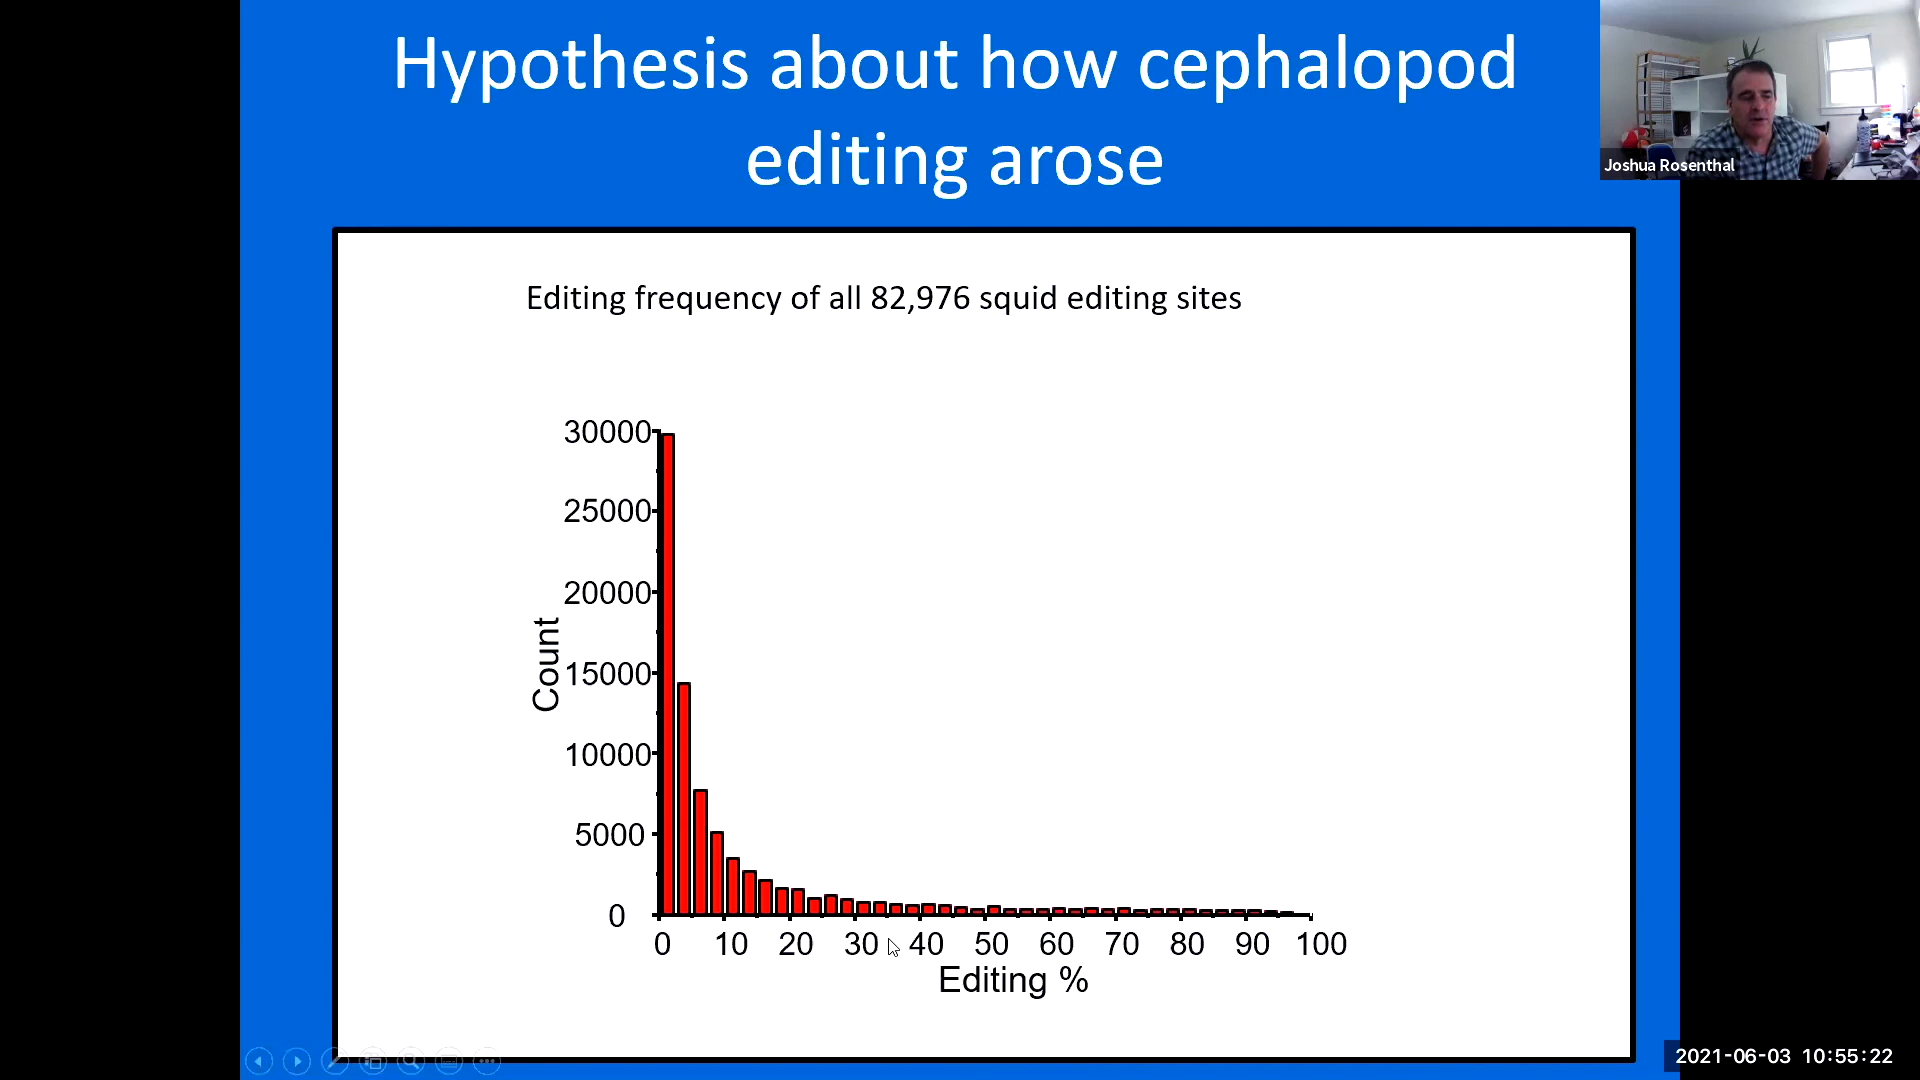 Hypothesis about how cephalopod
editing arose
Joshua Rosenthal
Editing frequency of all 82,976 squid editing sites
30000
25000
20000
15000
10000
5000
0
Count
0 10 20 30 40 50 60 70 80 90 100
Editing %
2021-06-03 10:55:22